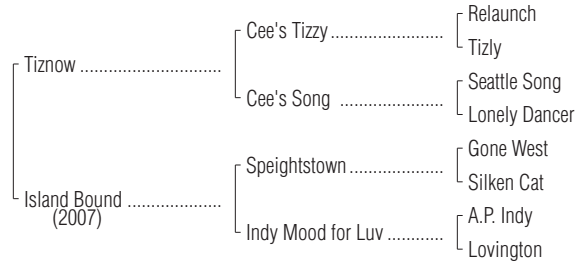 Relaunch
Cee's Tizzy ........................
Tizly
Tiznow ..............................
Seattle Song
Cee's Song ......................
Lonely Dancer
Gone West
Speightstown ....................
Silken Cat
Island Bound ....................
(2007)
A.P. Indy
Indy Mood for Luv ............
Lovington